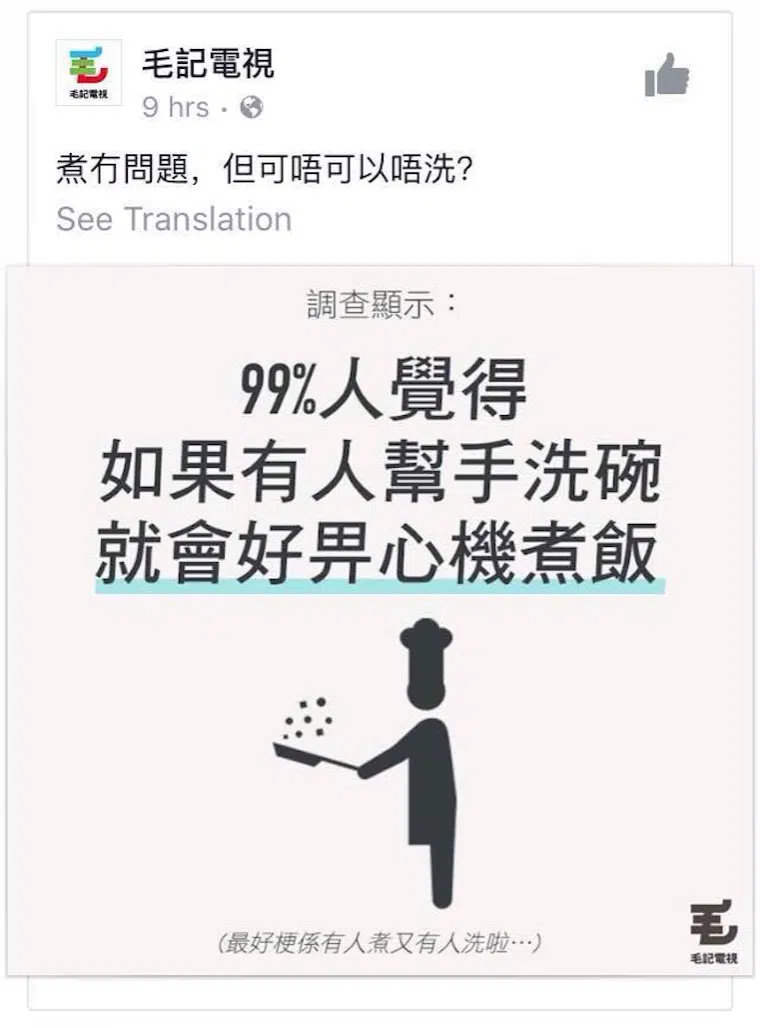 毛記電視
毛記電視
9 hrs ·
煮冇問題，但可唔可以唔洗？
See Translation
調查顯示：
99%人覺得
如果有人幫手洗碗
就會好畀心機煮飯
（最好梗係有人煮又有人洗啦…）
毛記電視